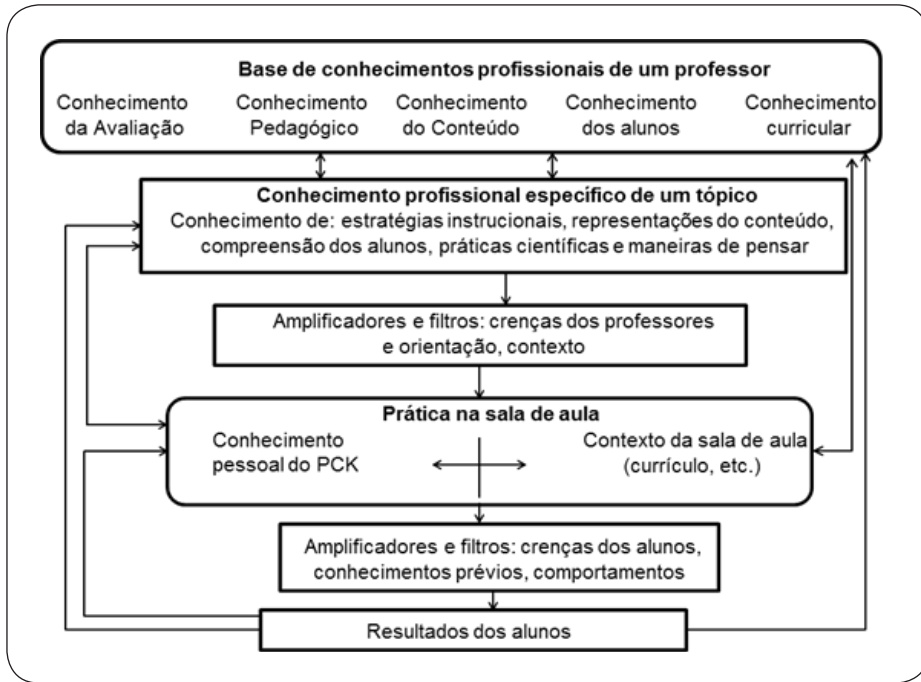 Base de conhecimentos profissionais de um professor
Conhecimento da Avaliação
Conhecimento Pedagógico
Conhecimento do Conteúdo
Conhecimento dos alunos
Conhecimento curricular
Conhecimento profissional específico de um tópico
Conhecimento de: estratégias instrucionais, representações do conteúdo,
compreensão dos alunos, práticas científicas e maneiras de pensar
Amplificadores e filtros: crenças dos professores
e orientação, contexto
Prática na sala de aula
Conhecimento
pessoal do PCK
Contexto da sala de aula
(currículo, etc.)
Amplificadores e filtros: crenças dos alunos,
conhecimentos prévios, comportamentos
Resultados dos alunos